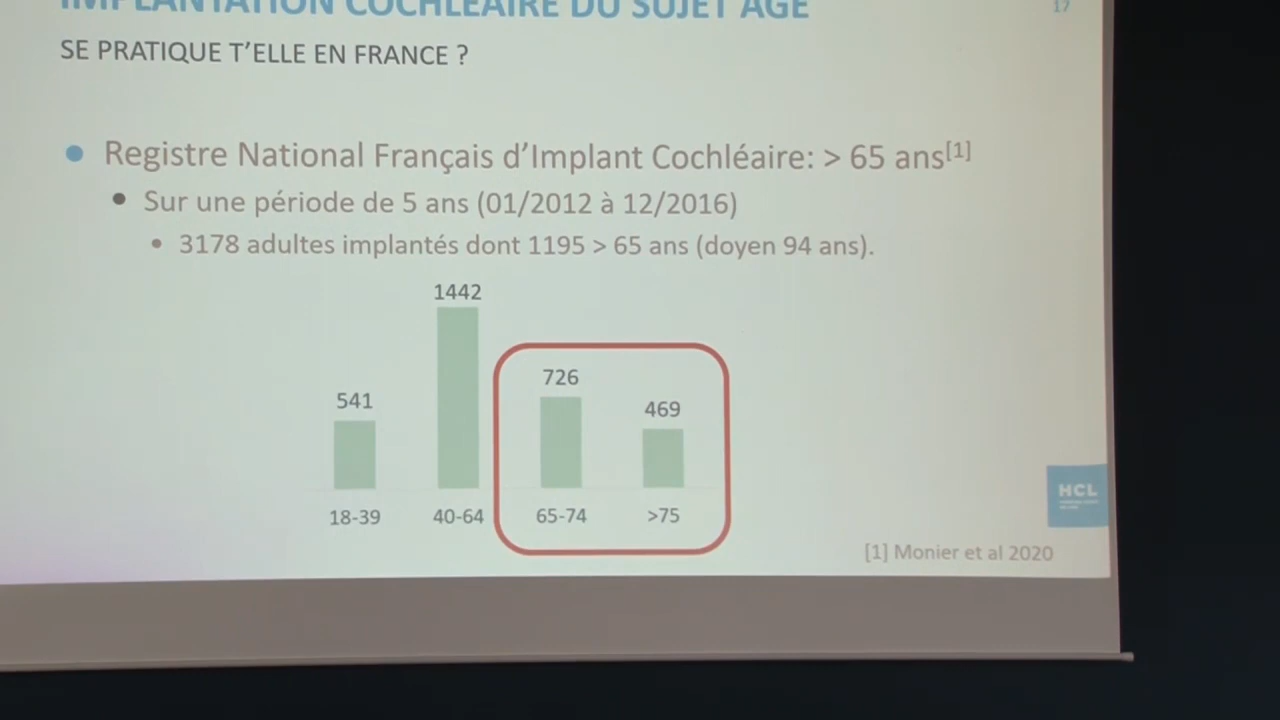 IMPLANTATION COCHLÉAIRE DU SUJET AGÉ
17
SE PRATIQUE T’ELLE EN FRANCE ?
Registre National Français d’Implant Cochléaire: > 65 ans[1]
Sur une période de 5 ans (01/2012 à 12/2016)
3178 adultes implantés dont 1195 > 65 ans (doyen 94 ans).
1442
726
541
469
18-39
40-64
65-74
>75
HCL
[1] Monier et al 2020